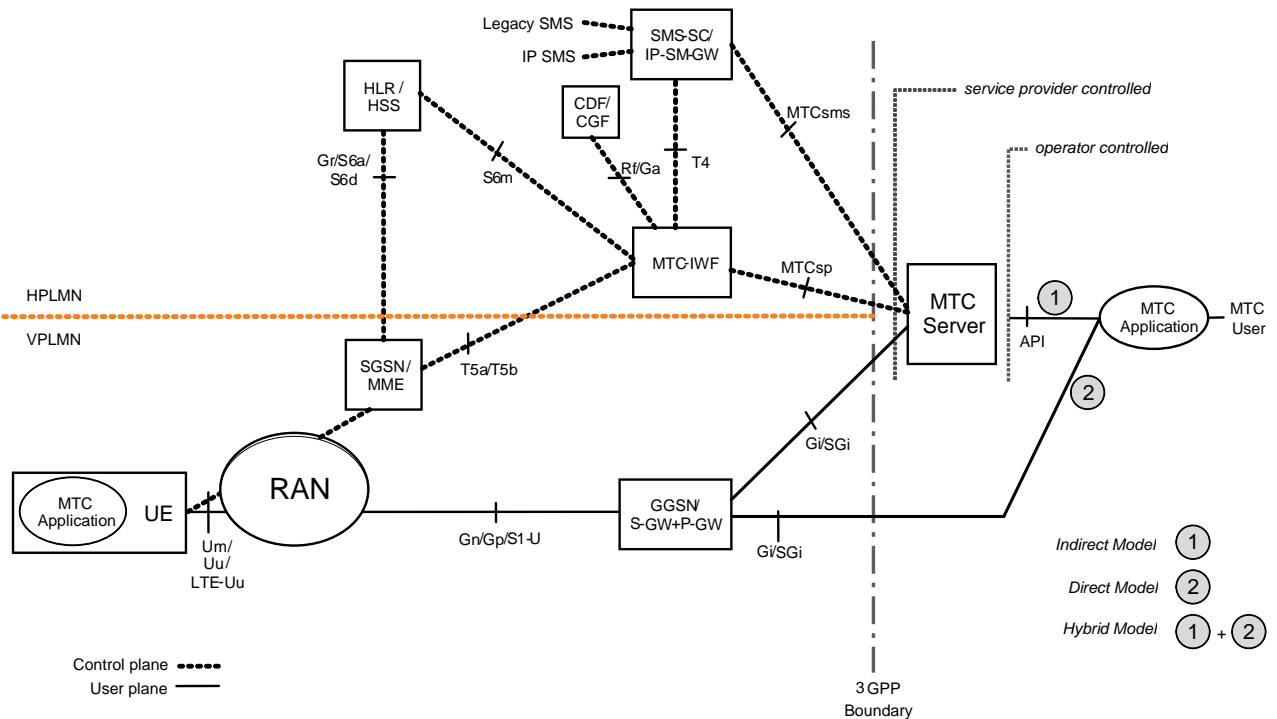 Legacy SMS
IP SMS
SMS-SC/
IP-SM-GW
HLR /
HSS
CDF/
CGF
service provider controlled
MTCsms
operator controlled
Gr/S6a/
S6d
S6m
Rf/Ga
T4
MTC-IWF
MTCsp
HPLMN
VPLMN
MTC
Server
1
API
MTC
Application
MTC
User
SGSN/
MME
T5a/T5b
2
Gi/SGi
RAN
MTC
Application
UE
GGSN/
S-GW+P-GW
Um/
Uu/
LTE-Uu
Gn/Gp/S1-U
Gi/SGi
Indirect Model 1
Direct Model 2
Hybrid Model 1 + 2
Control plane
User plane
3 GPP
Boundary